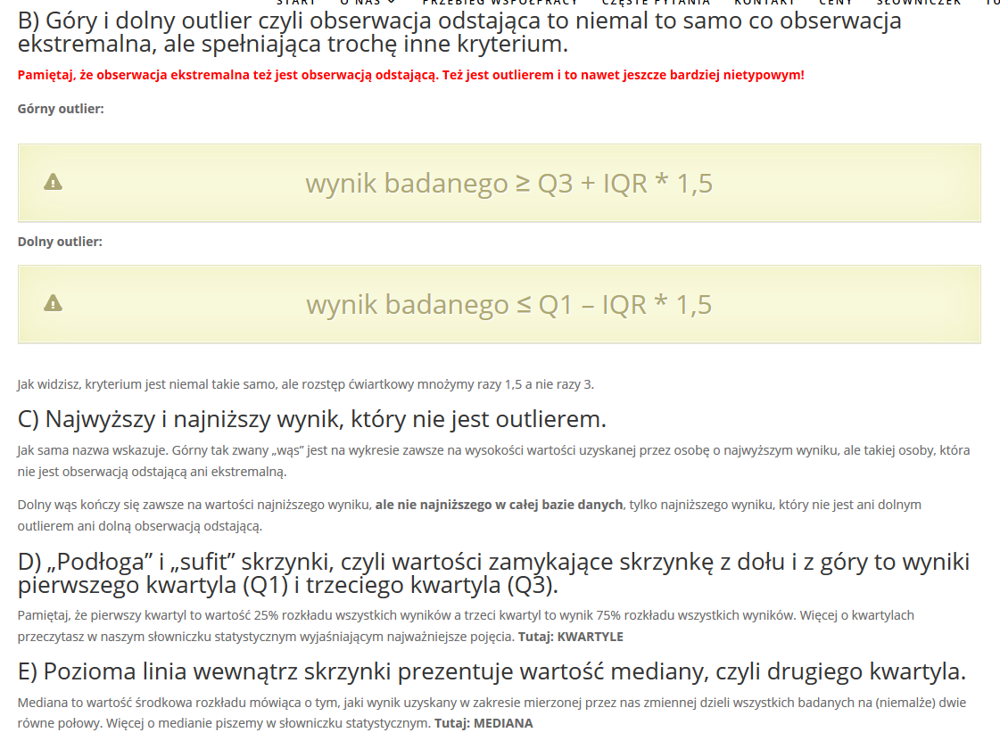 START O NAS PRZEBIEG WSPÓŁPRACY CZĘSTE PYTANIA KONTAKT CENY SŁOWNICZEK
B) Góry i dolny outlier czyli obserwacja odstająca to niemal to samo co obserwacja
ekstremalna, ale spełniająca trochę inne kryterium.
Pamiętaj, że obserwacja ekstremalna też jest obserwacją odstającą. Też jest outlierem i to nawet jeszcze bardziej nietypowym!
Górny outlier:
wynik badanego ≥ Q3 + IQR * 1,5
Dolny outlier:
wynik badanego ≤ Q1 – IQR * 1,5
Jak widzisz, kryterium jest niemal takie samo, ale rozstęp ćwiartkowy mnożymy razy 1,5 a nie razy 3.
C) Najwyższy i najniższy wynik, który nie jest outlierem.
Jak sama nazwa wskazuje. Górny tak zwany „wąs” jest na wykresie zawsze na wysokości wartości uzyskanej przez osobę o najwyższym wyniku, ale takiej osoby, która
nie jest obserwacją odstającą ani ekstremalną.
Dolny wąs kończy się zawsze na wartości najniższego wyniku, ale nie najniższego w całej bazie danych, tylko najniższego wyniku, który nie jest ani dolnym
outlierem ani dolną obserwacją odstającą.
D) „Podłoga” i „sufit” skrzynki, czyli wartości zamykające skrzynkę z dołu i z góry to wyniki
pierwszego kwartyla (Q1) i trzeciego kwartyla (Q3).
Pamiętaj, że pierwszy kwartyl to wartość 25% rozkładu wszystkich wyników a trzeci kwartyl to wynik 75% rozkładu wszystkich wyników. Więcej o kwartylach
przeczytasz w naszym słowniczku statystycznym wyjaśniającym najważniejsze pojęcia. Tutaj: KWARTYLE
E) Pozioma linia wewnątrz skrzynki prezentuje wartość mediany, czyli drugiego kwartyla.
Mediana to wartość środkowa rozkładu mówiąca o tym, jaki wynik uzyskany w zakresie mierzonej przez nas zmiennej dzieli wszystkich badanych na (niemalże) dwie
równe połowy. Więcej o medianie piszemy w słowniczku statystycznym. Tutaj: MEDIANA